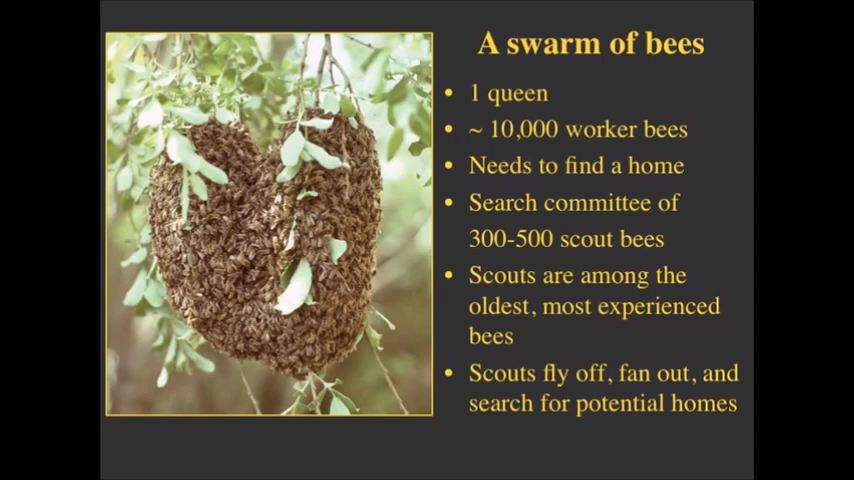 A swarm of bees
• 1 queen
• ~ 10,000 worker bees
• Needs to find a home
• Search committee of
300-500 scout bees
• Scouts are among the
oldest, most experienced
bees
• Scouts fly off, fan out, and
search for potential homes